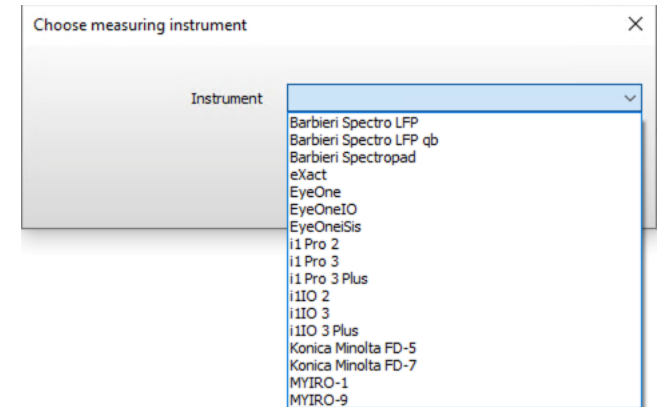 Choose measuring instrument
Instrument
Barbieri Spectro LFP
Barbieri Spectro LFP qb
Barbieri Spectropad
eXact
EyeOne
EyeOneIO
EyeOneiSis
i1 Pro 2
i1 Pro 3
i1 Pro 3 Plus
i1IO 2
i1IO 3
i1IO 3 Plus
Konica Minolta FD-5
Konica Minolta FD-7
MYIRO-1
MYIRO-9